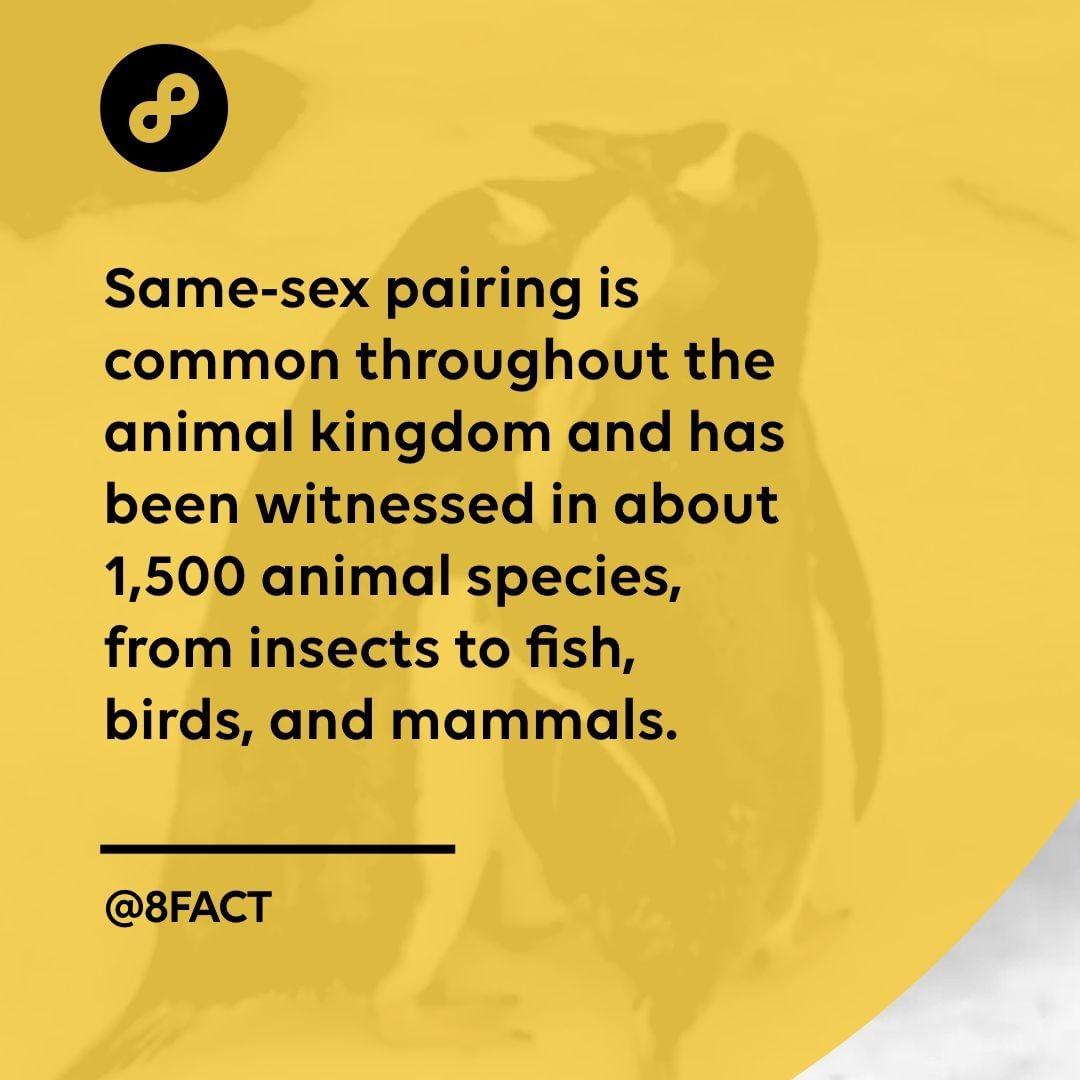 Same-sex pairing is
common throughout the
animal kingdom and has
been witnessed in about
1,500 animal species,
from insects to fish,
birds, and mammals.
@8FACT